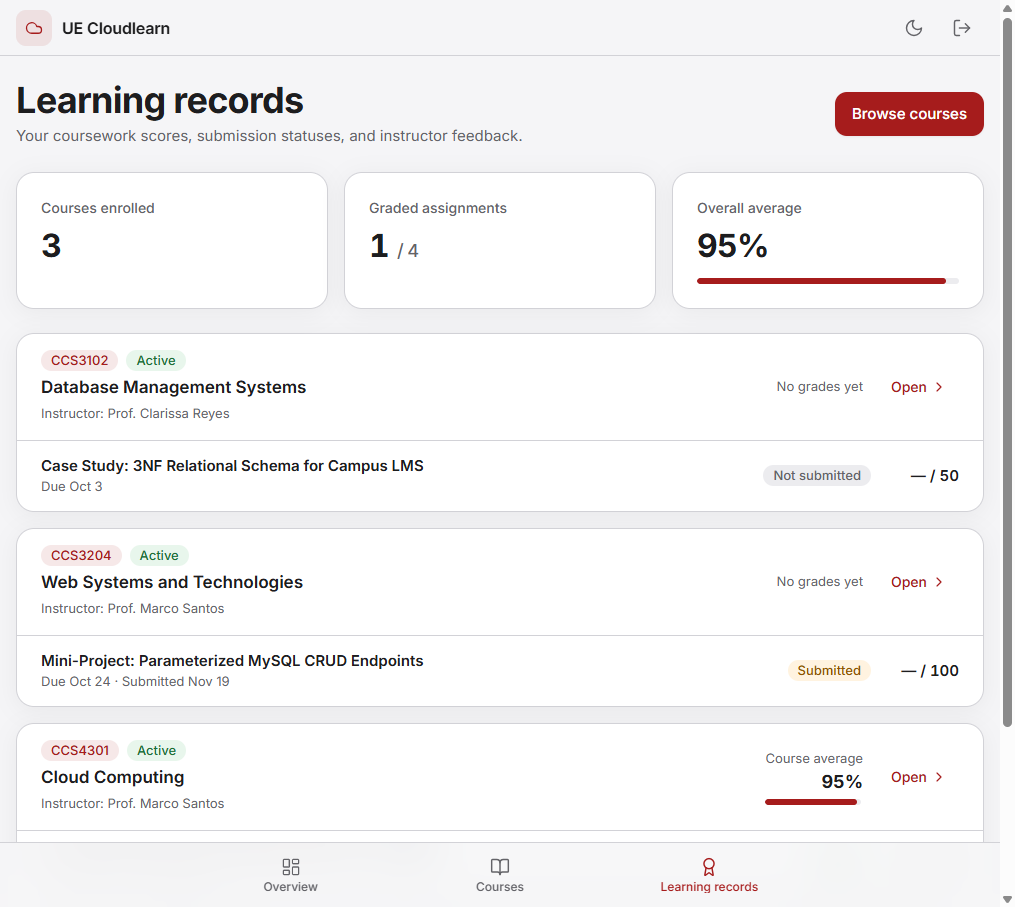 UE Cloudlearn
Learning records
Your coursework scores, submission statuses, and instructor feedback.
Browse courses
Courses enrolled
3
Graded assignments
1 / 4
Overall average
95%
CCS3102 Active
Database Management Systems
Instructor: Prof. Clarissa Reyes
No grades yet
Open
Case Study: 3NF Relational Schema for Campus LMS
Due Oct 3
Not submitted
— / 50
CCS3204 Active
Web Systems and Technologies
Instructor: Prof. Marco Santos
No grades yet
Open
Mini-Project: Parameterized MySQL CRUD Endpoints
Due Oct 24 · Submitted Nov 19
Submitted
— / 100
CCS4301 Active
Cloud Computing
Instructor: Prof. Marco Santos
Course average
95%
Open
Overview
Courses
Learning records